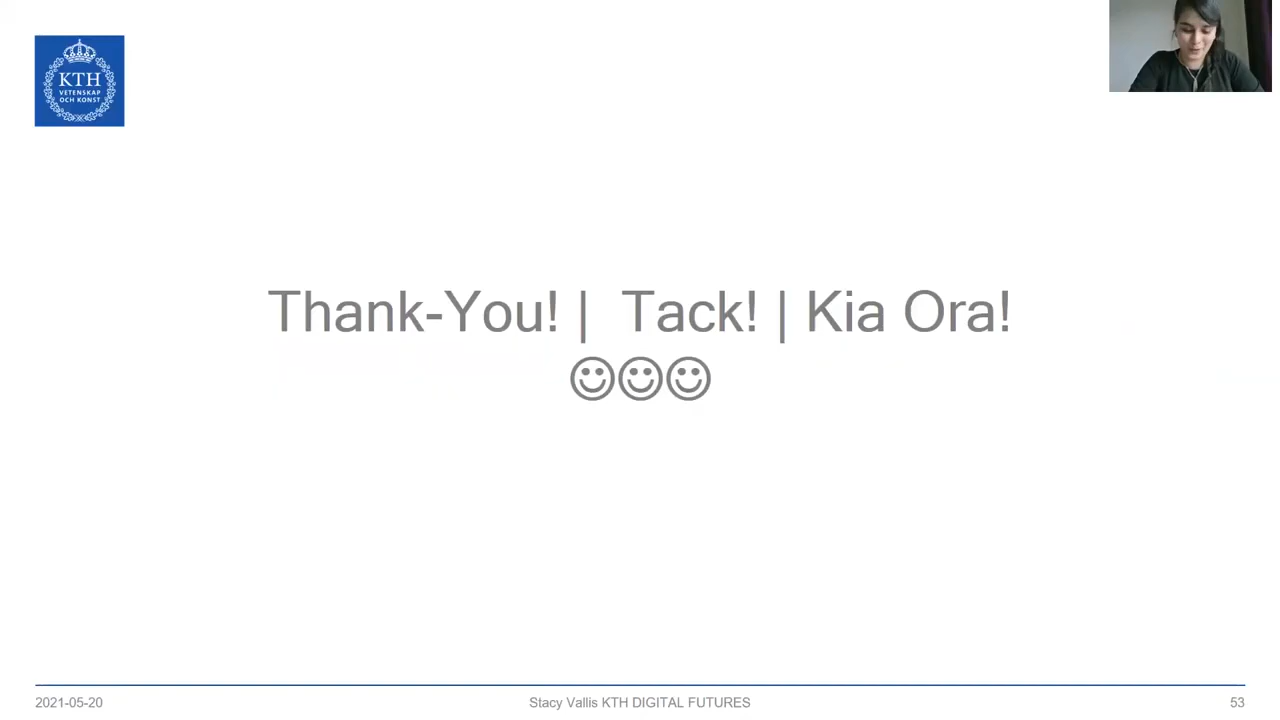 KTH
VETENSKAP
OCH KONST
Thank-You! | Tack! | Kia Ora!
☺☺☺
2021-05-20
Stacy Vallis KTH DIGITAL FUTURES
53